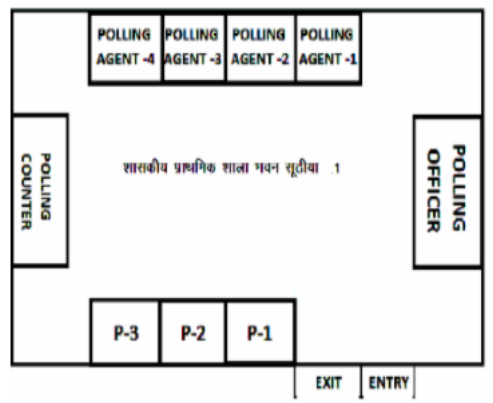 POLLING AGENT -4
POLLING AGENT -3
POLLING AGENT -2
POLLING AGENT -1
POLLING COUNTER
शासकीय प्राथमिक शाला भवन सूठीया .1
POLLING OFFICER
P-3
P-2
P-1
EXIT
ENTRY